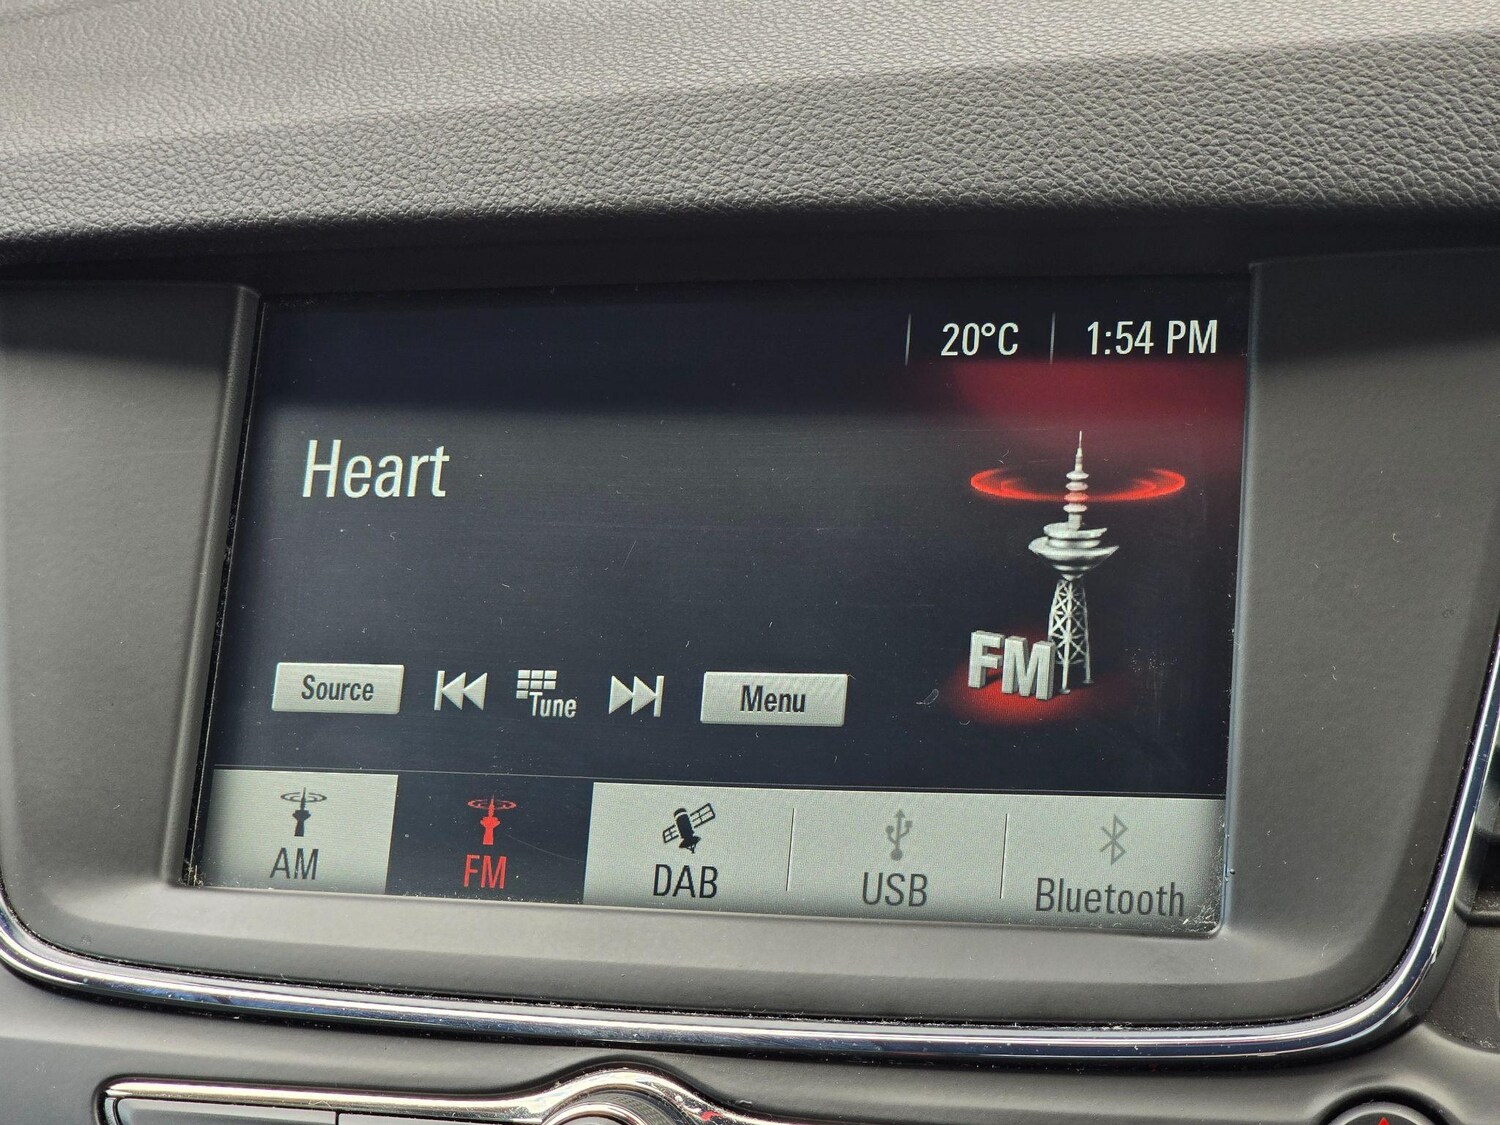 20°C 1:54 PM
Heart
FM
Source Tune Menu
AM FM DAB USB Bluetooth